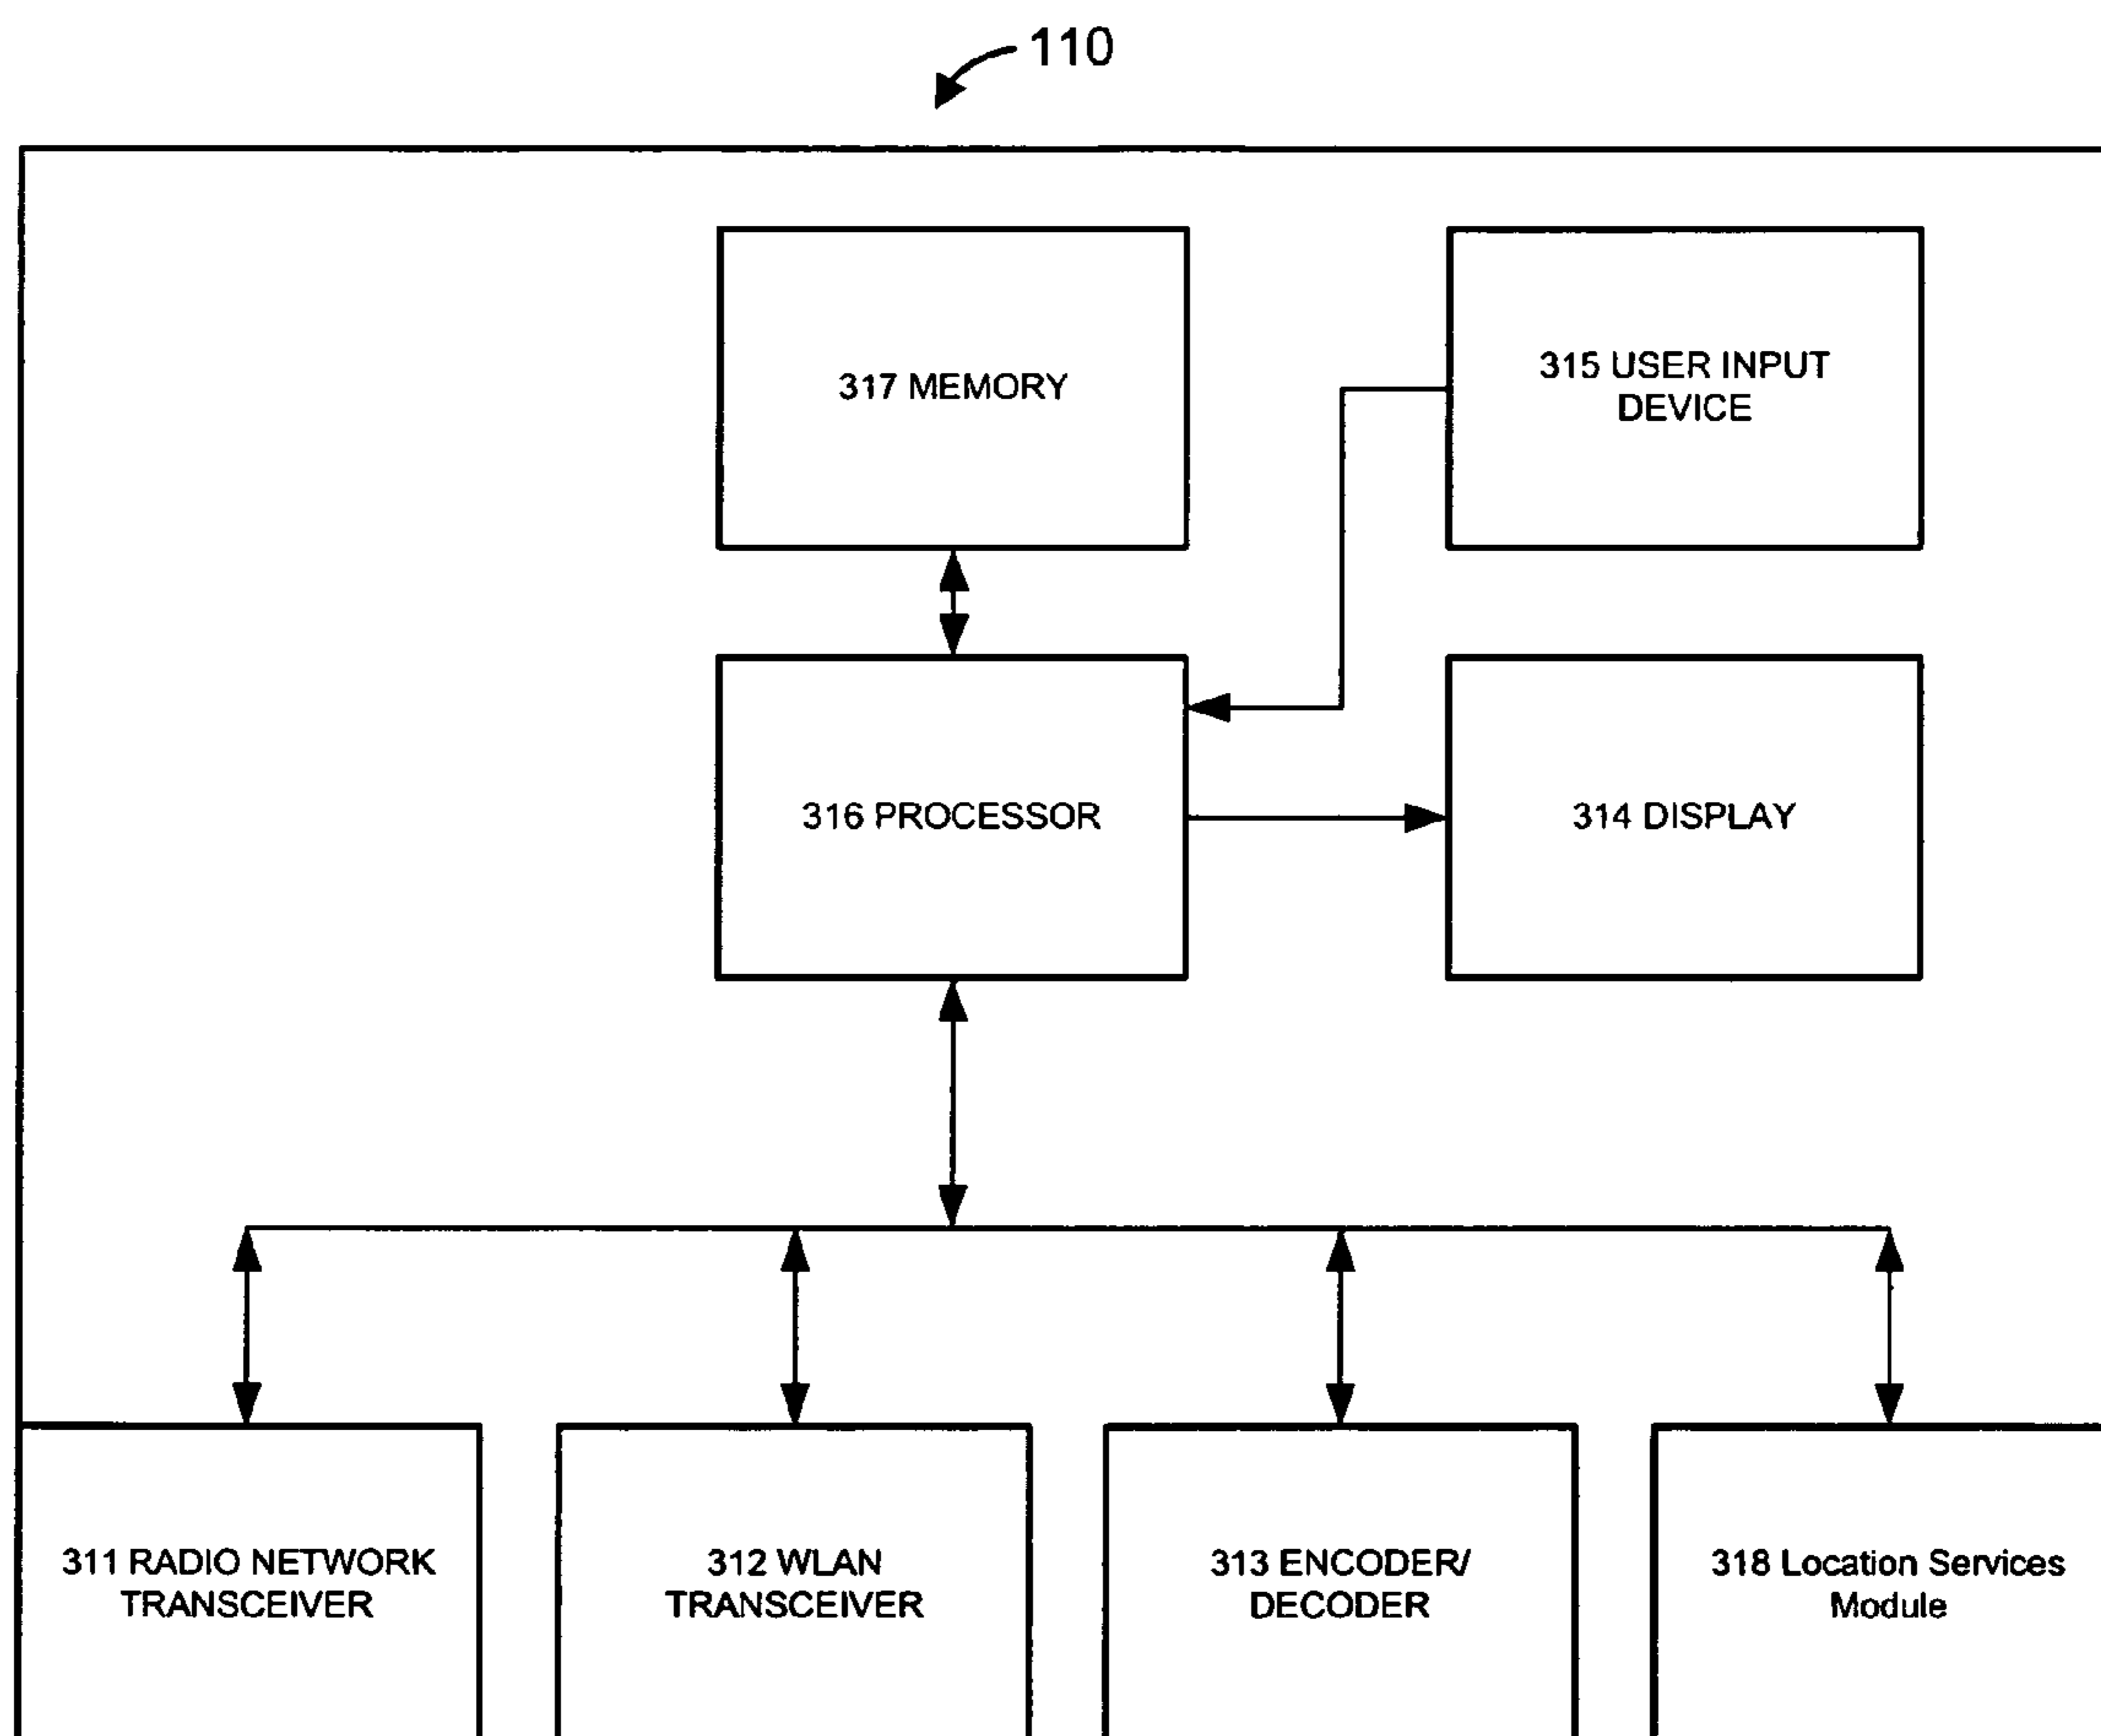 110
317 MEMORY
315 USER INPUT
DEVICE
316 PROCESSOR
314 DISPLAY
311 RADIO NETWORK
TRANSCEIVER
312 WLAN
TRANSCEIVER
313 ENCODER/
DECODER
318 Location Services
Module